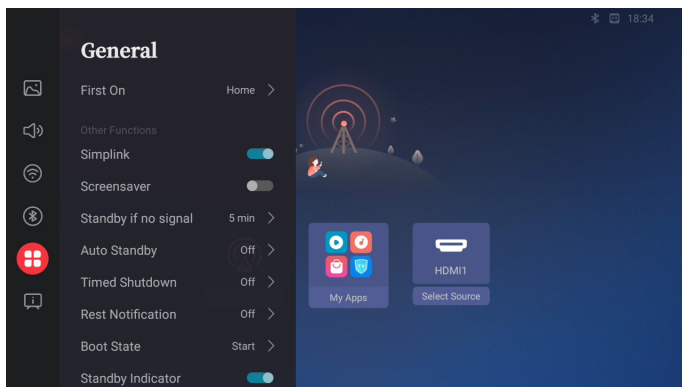 18:34
General
First On Home
Other Functions
Simplink
Screensaver
Standby if no signal 5 min
Auto Standby Off
Timed Shutdown Off
Rest Notification Off
Boot State Start
Standby Indicator
HDMI1
My Apps
Select Source